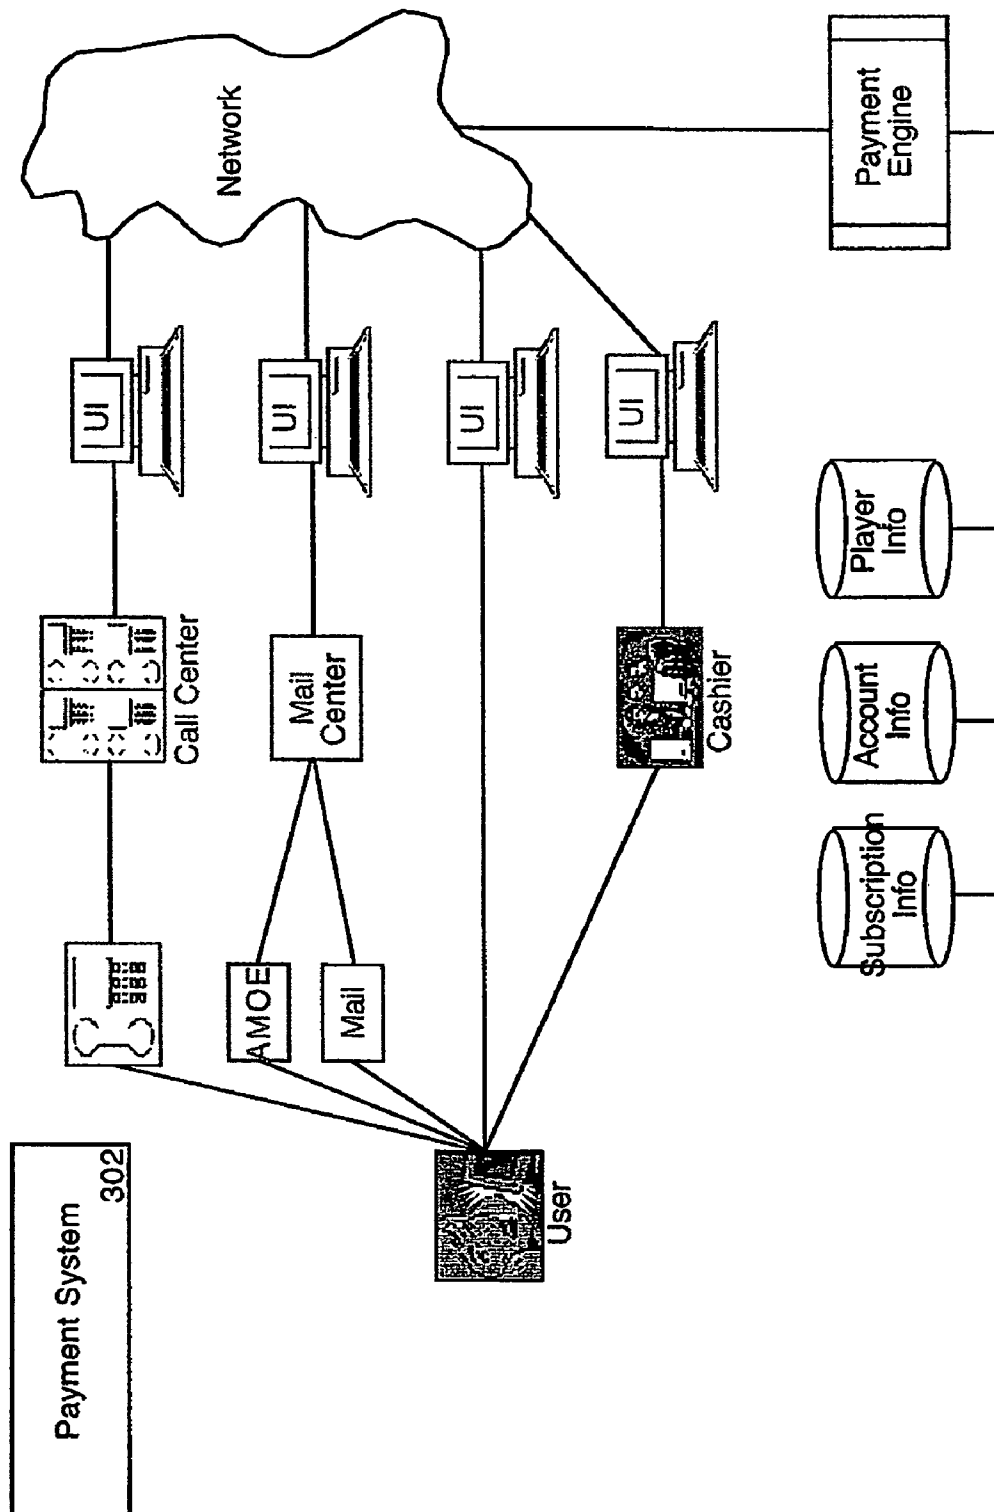 Payment System
302
User
AMOE
Mail
Call Center
Mail
Center
Cashier
UI
UI
UI
UI
Network
Subscription
Info
Account
Info
Player
Info
Payment
Engine